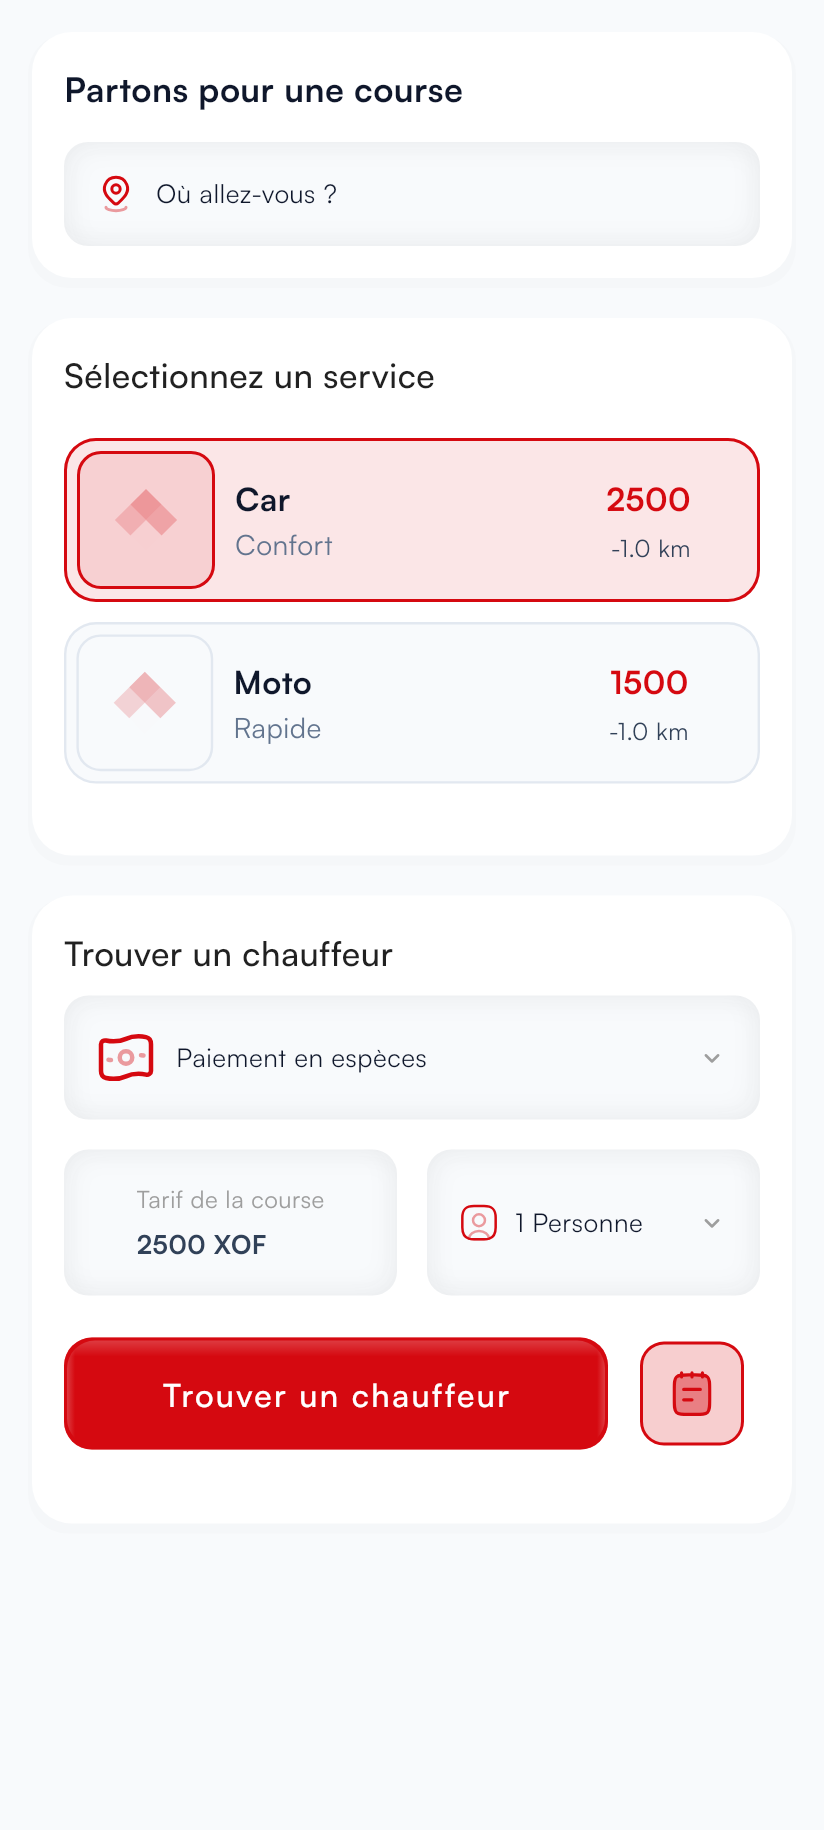 Partons pour une course
Où allez-vous ?
Sélectionnez un service
Car
2500
Confort
-1.0 km
Moto
1500
Rapide
-1.0 km
Trouver un chauffeur
Paiement en espèces
Tarif de la course
2500 XOF
1 Personne
Trouver un chauffeur